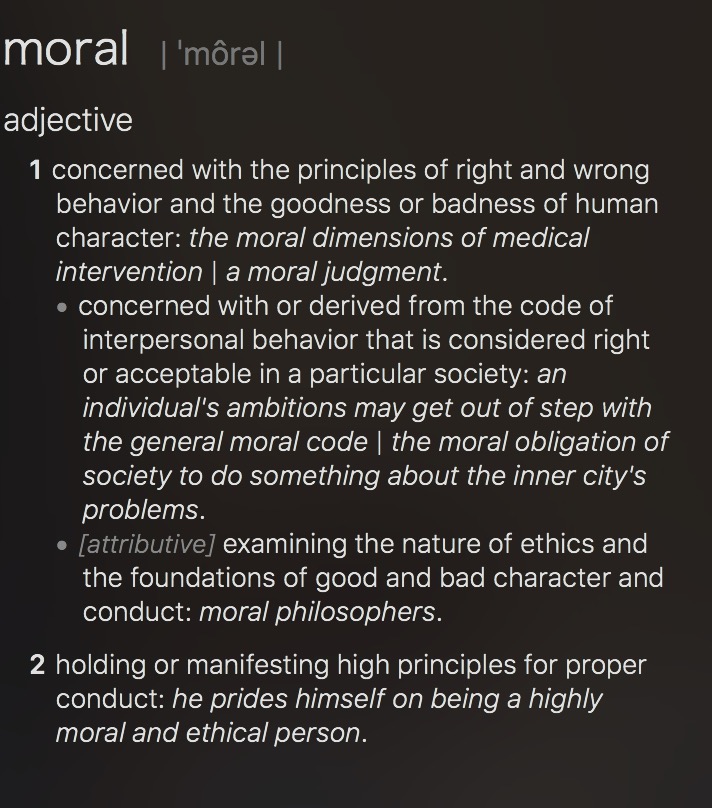 moral | ˈmôrəl |
adjective
1 concerned with the principles of right and wrong
behavior and the goodness or badness of human
character: the moral dimensions of medical
intervention | a moral judgment.
• concerned with or derived from the code of
interpersonal behavior that is considered right
or acceptable in a particular society: an
individual's ambitions may get out of step with
the general moral code | the moral obligation of
society to do something about the inner city's
problems.
• [attributive] examining the nature of ethics and
the foundations of good and bad character and
conduct: moral philosophers.
2 holding or manifesting high principles for proper
conduct: he prides himself on being a highly
moral and ethical person.